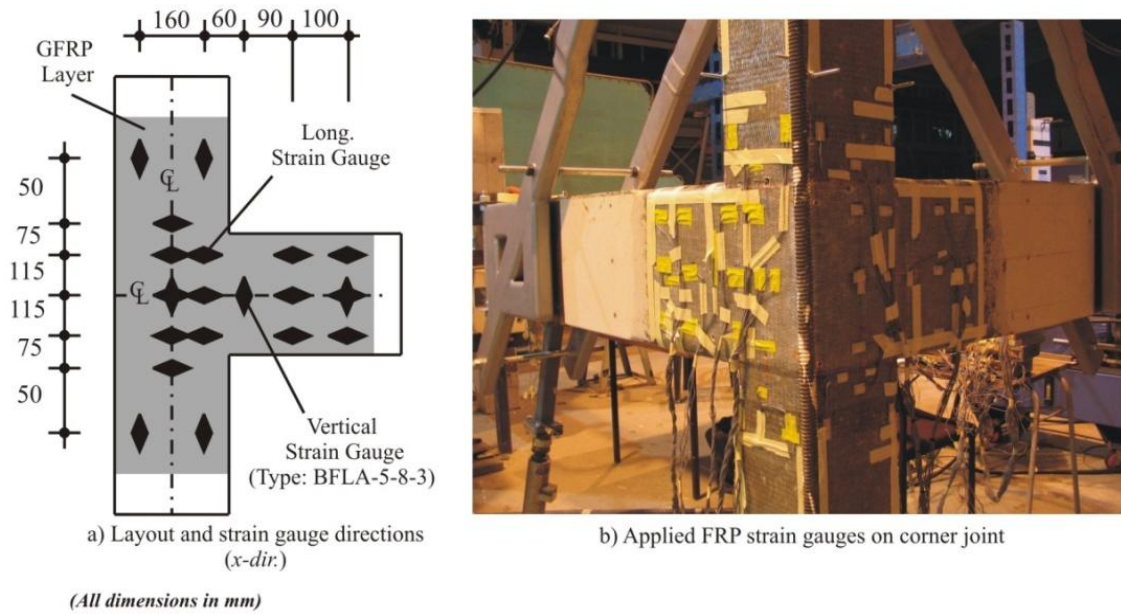 160 60 90 100
GFRP
Layer
Long.
Strain Gauge
℄
50
75
115
℄
115
75
50
Vertical
Strain Gauge
(Type: BFLA-5-8-3)
a) Layout and strain gauge directions
(x-dir.)
b) Applied FRP strain gauges on corner joint
(All dimensions in mm)